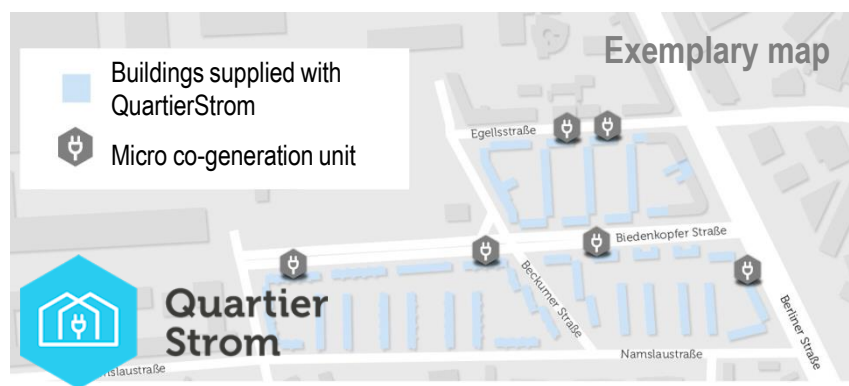 Exemplary map
Buildings supplied with
QuartierStrom
Micro co-generation unit
Egellsstraße
Biedenkopfer Straße
Beckumer Straße
Berliner Straße
Quartier
Strom
Namslaustraße
slaustraße